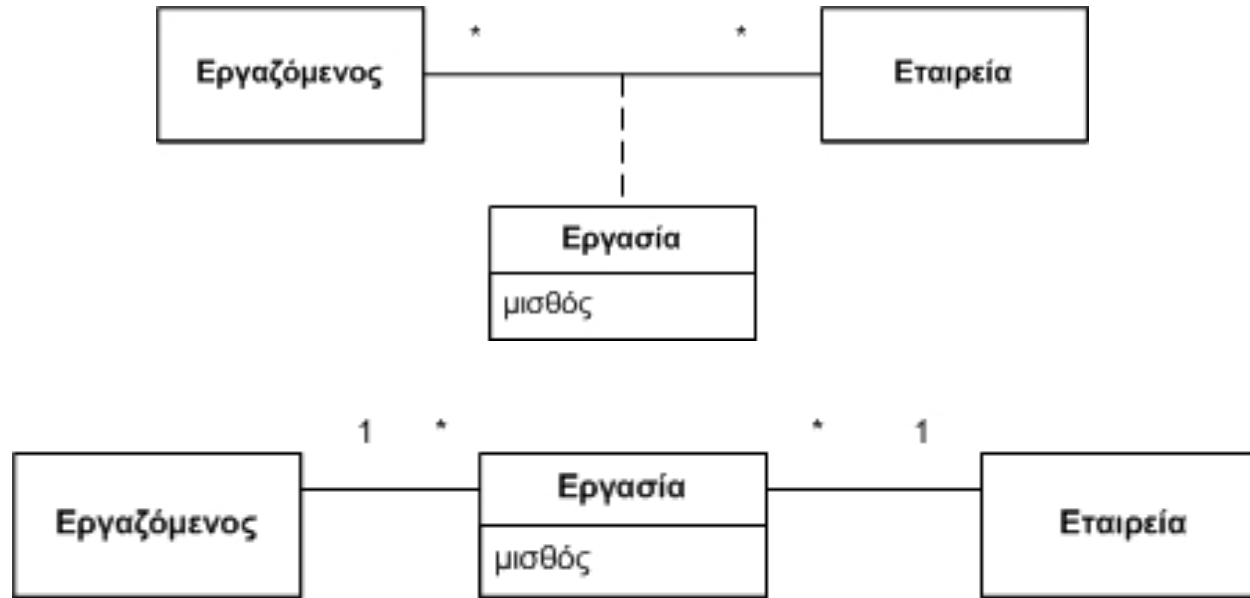 * *
Εργαζόμενος Εταιρεία
Εργασία
μισθός
1 * * 1
Εργαζόμενος Εργασία Εταιρεία
μισθός